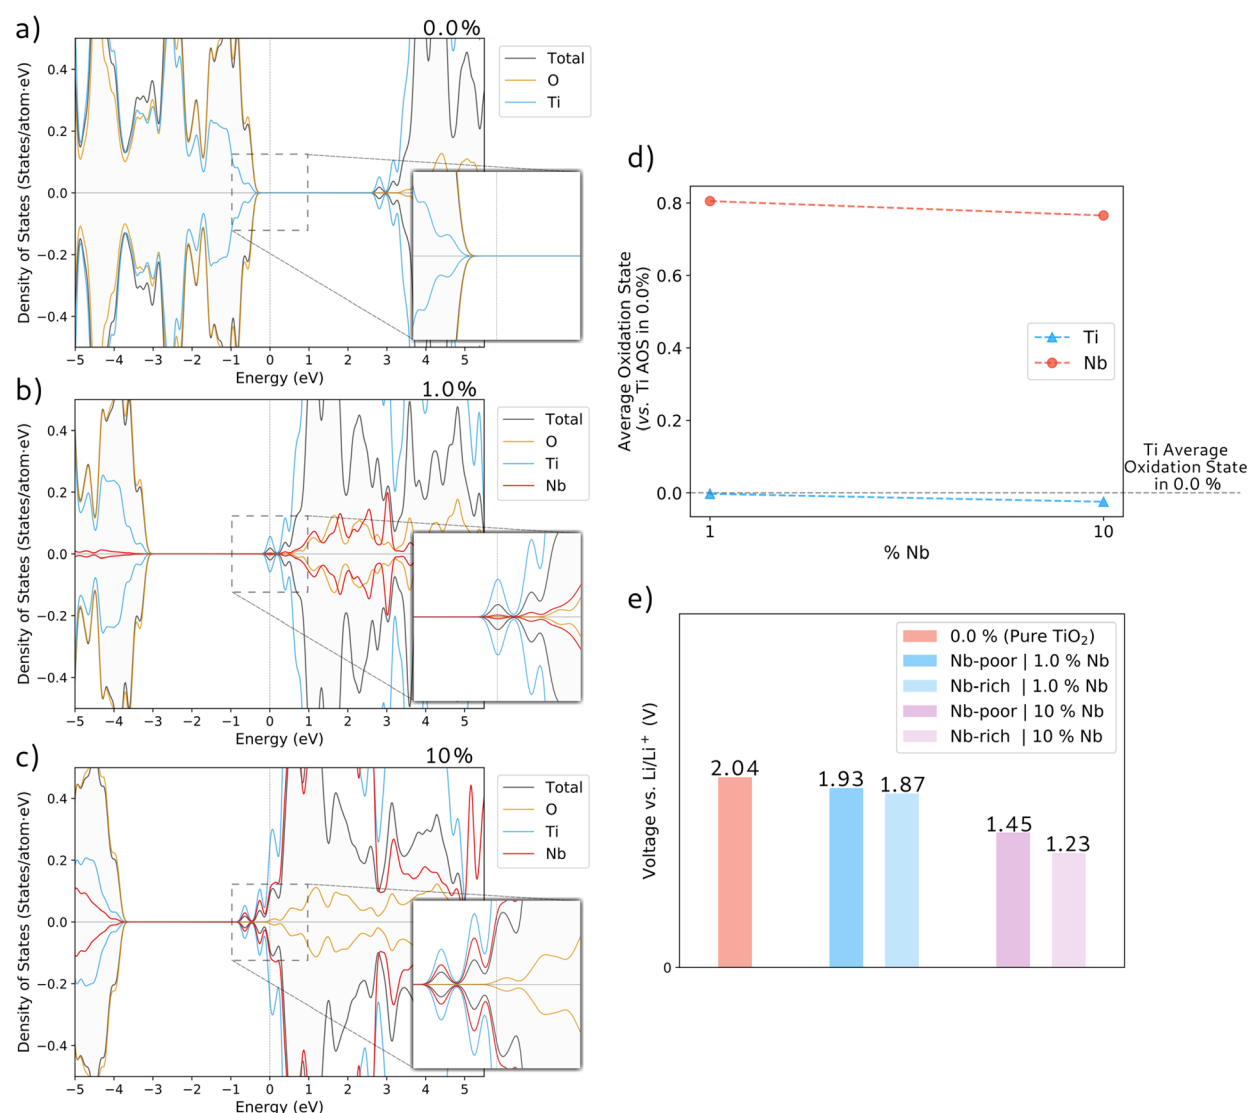 a)
0.0%
Density of States (States/atom·eV)
0.4
0.2
0.0
−0.2
−0.4
−5 −4 −3 −2 −1 0 1 2 3 4 5
Energy (eV)
Total
O
Ti
b)
1.0%
Density of States (States/atom·eV)
0.4
0.2
0.0
−0.2
−0.4
−5 −4 −3 −2 −1 0 1 2 3 4 5
Energy (eV)
Total
O
Ti
Nb
c)
10%
Density of States (States/atom·eV)
0.4
0.2
0.0
−0.2
−0.4
−5 −4 −3 −2 −1 0 1 2 3 4 5
Energy (eV)
Total
O
Ti
Nb
d)
Average Oxidation State
(vs. Ti AOS in 0.0%)
0.8
0.6
0.4
0.2
0.0
1 10
% Nb
Ti
Nb
Ti Average
Oxidation State
in 0.0 %
e)
Voltage vs. Li/Li⁺ (V)
0
0.0 % (Pure TiO₂)
Nb-poor | 1.0 % Nb
Nb-rich | 1.0 % Nb
Nb-poor | 10 % Nb
Nb-rich | 10 % Nb
2.04
1.93
1.87
1.45
1.23